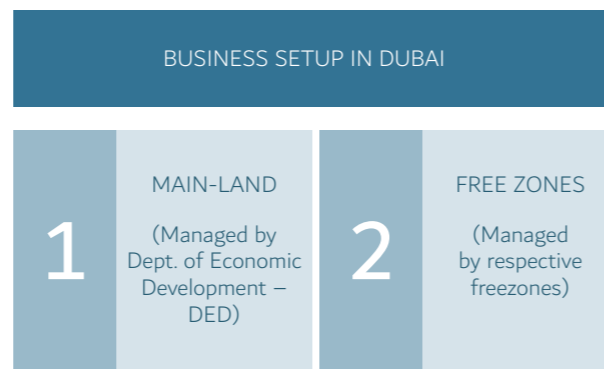 BUSINESS SETUP IN DUBAI
1
MAIN-LAND
(Managed by
Dept. of Economic
Development –
DED)
2
FREE ZONES
(Managed
by respective
freezones)